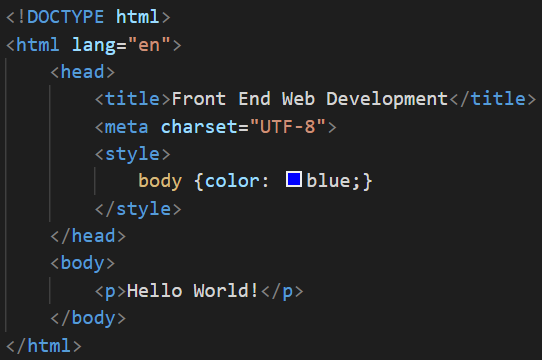 <!DOCTYPE html>
<html lang="en">
    <head>
        <title>Front End Web Development</title>
        <meta charset="UTF-8">
        <style>
            body {color: blue;}
        </style>
    </head>
    <body>
        <p>Hello World!</p>
    </body>
</html>